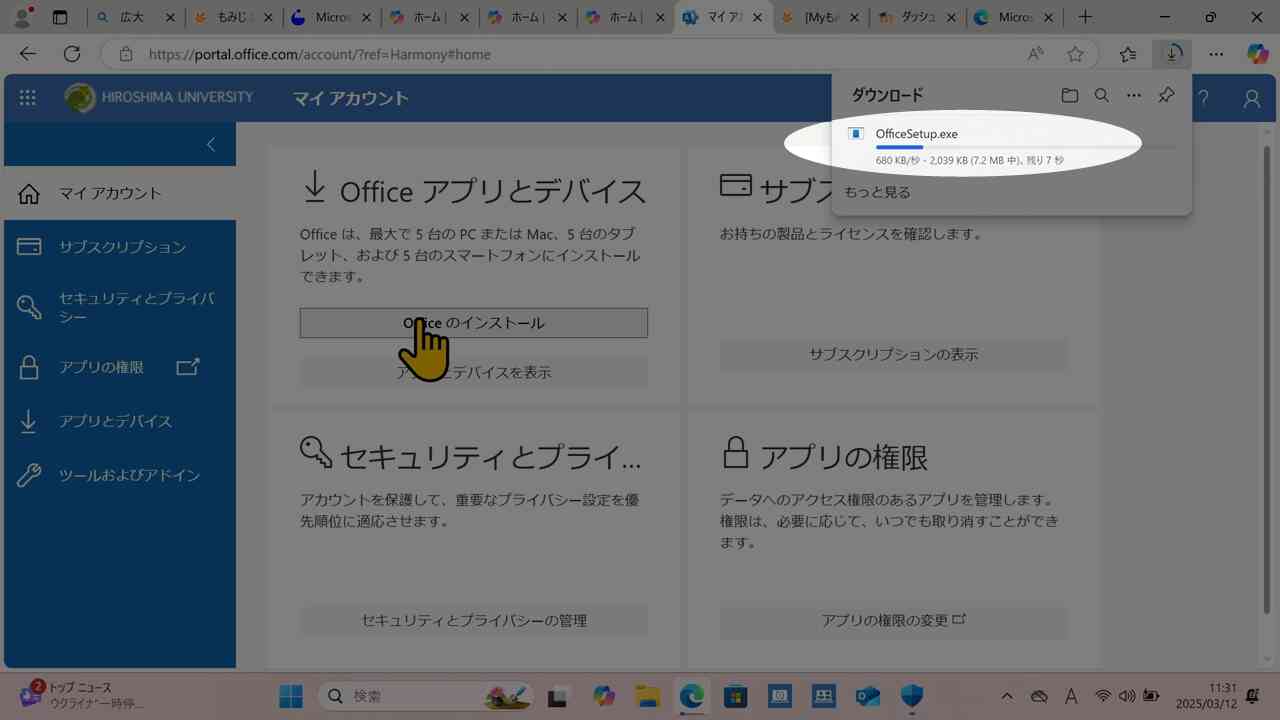 広大
もみじ
Micros
ホーム |
ホーム |
ホーム |
マイ ア
[Myも
ダッシュ
Micros
https://portal.office.com/account/?ref=Harmony#home
HIROSHIMA UNIVERSITY
マイ アカウント
?
ダウンロード
OfficeSetup.exe
680 KB/秒 - 2,039 KB (7.2 MB 中)、残り 7 秒
もっと見る
マイ アカウント
サブスクリプション
セキュリティとプライバ
シー
アプリの権限
アプリとデバイス
ツールおよびアドイン
Office アプリとデバイス
Office は、最大で 5 台の PC または Mac、5 台のタブ
レット、および 5 台のスマートフォンにインストール
できます。
Office のインストール
デバイスを表示
サブス
お持ちの製品とライセンスを確認します。
サブスクリプションの表示
セキュリティとプライ...
アカウントを保護して、重要なプライバシー設定を優
先順位に適応させます。
セキュリティとプライバシーの管理
アプリの権限
データへのアクセス権限のあるアプリを管理します。
権限は、必要に応じて、いつでも取り消すことができ
ます。
アプリの権限の変更
2
トップ ニュース
ウクライナ"一時停...
検索
A
11:31
2025/03/12